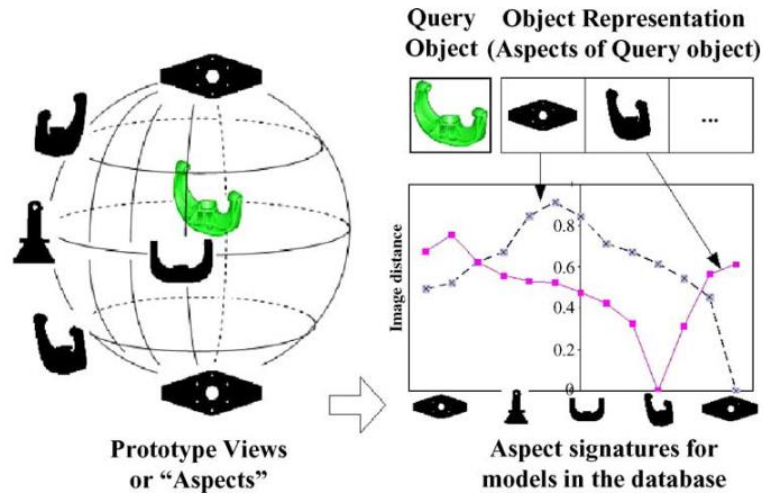 Query Object Representation
Object (Aspects of Query object)
...
Image distance
1
0.8
0.6
0.4
0.2
0
Prototype Views
or “Aspects”
Aspect signatures for
models in the database